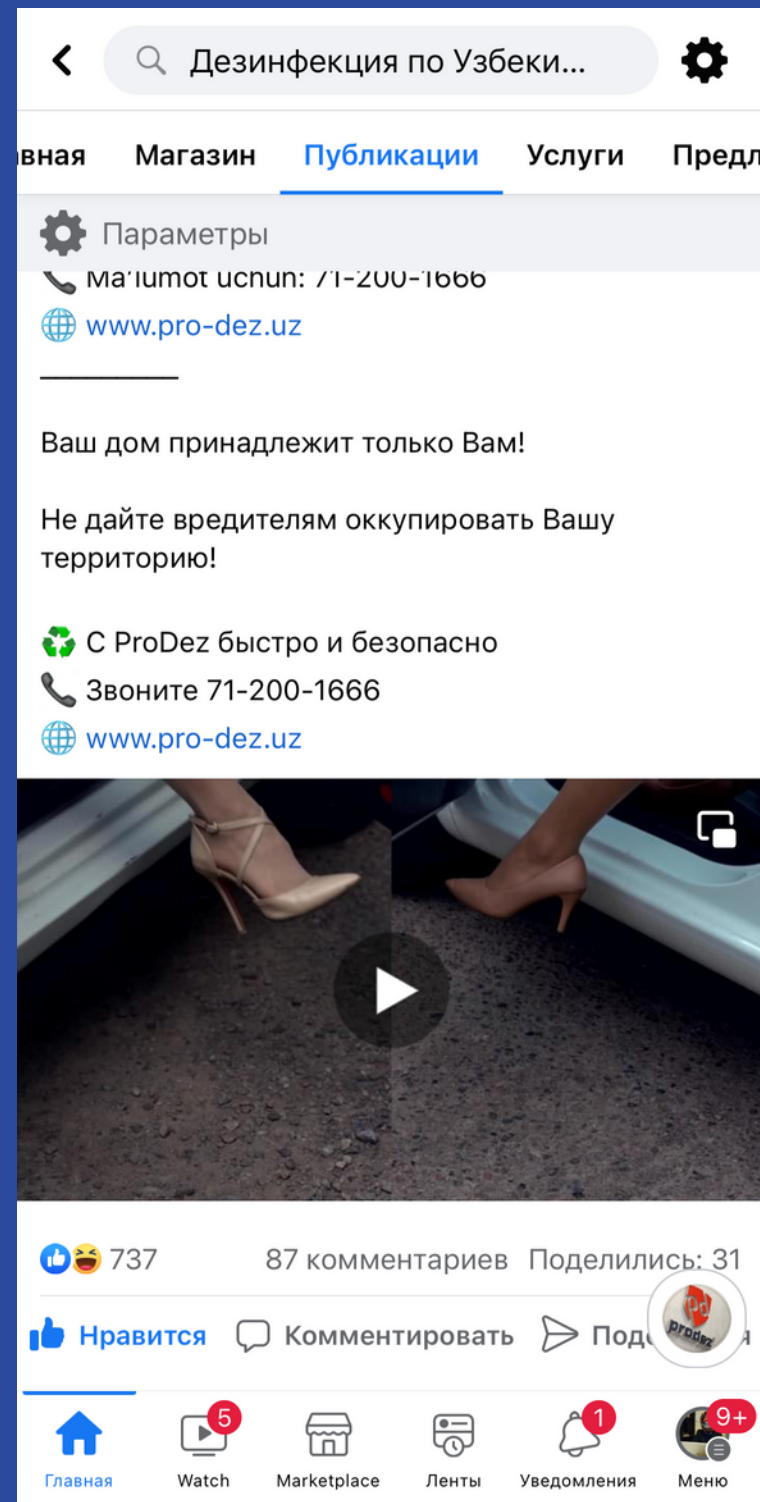 Дезинфекция по Узбеки...
вная Магазин Публикации Услуги Предл
Параметры
Ma'lumot uchun: 71-200-1666
www.pro-dez.uz
Ваш дом принадлежит только Вам!
Не дайте вредителям оккупировать Вашу
территорию!
С ProDez быстро и безопасно
Звоните 71-200-1666
www.pro-dez.uz
737 87 комментариев Поделились: 31
Нравится Комментировать Под
pd
prodez
5 1 9+
Главная Watch Marketplace Ленты Уведомления Меню